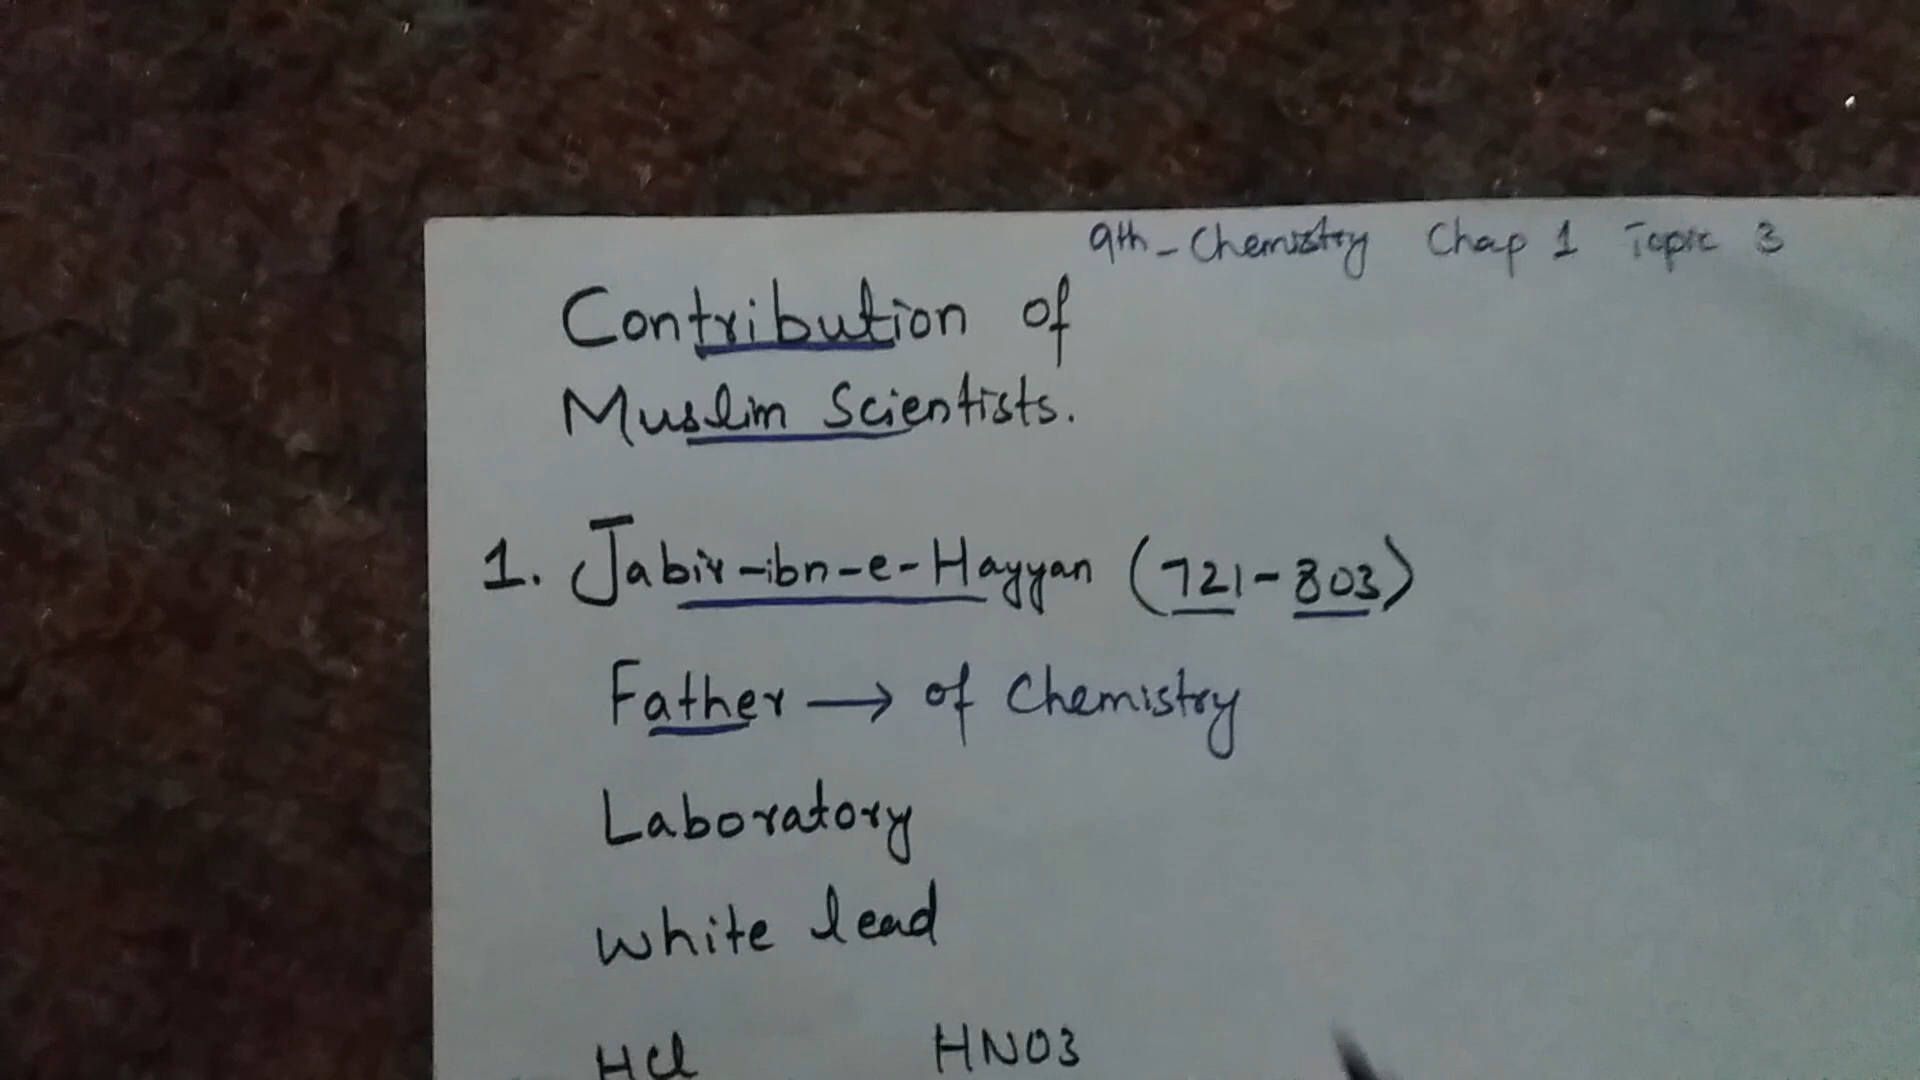 9th - Chemistry Chap 1 Topic 3
Contribution of
Muslim Scientists.
1. Jabir-ibn-e-Hayyan (721-803)
Father → of Chemistry
Laboratory
White lead
HCl HNO3